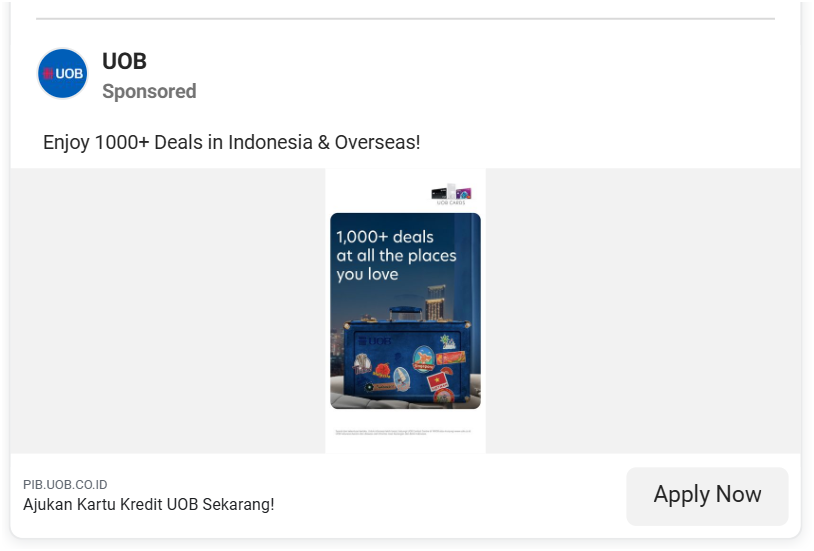 UOB
UOB
Sponsored
Enjoy 1000+ Deals in Indonesia & Overseas!
UOB CARDS
1,000+ deals
at all the places
you love
UOB
PIB.UOB.CO.ID
Ajukan Kartu Kredit UOB Sekarang!
Apply Now